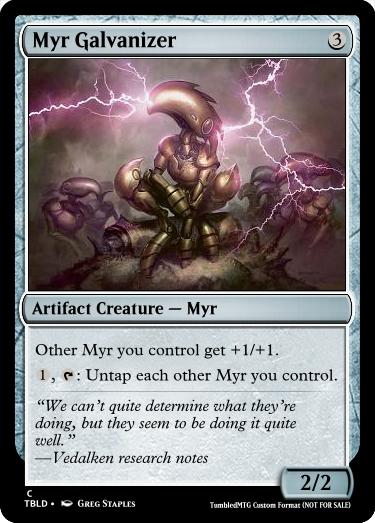 Myr Galvanizer 3
Artifact Creature — Myr
Other Myr you control get +1/+1.
1, : Untap each other Myr you control.
"We can't quite determine what they're
doing, but they seem to be doing it quite
well."
—Vedalken research notes
2/2
C
TBLD • Greg Staples
TumbledMTG Custom Format (NOT FOR SALE)